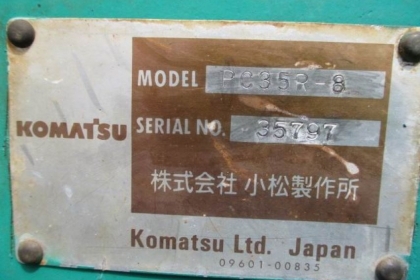 MODEL PC35R-8
KOMATSU SERIAL NO. 35797
株式会社 小松製作所
Komatsu Ltd. Japan
09601-00835